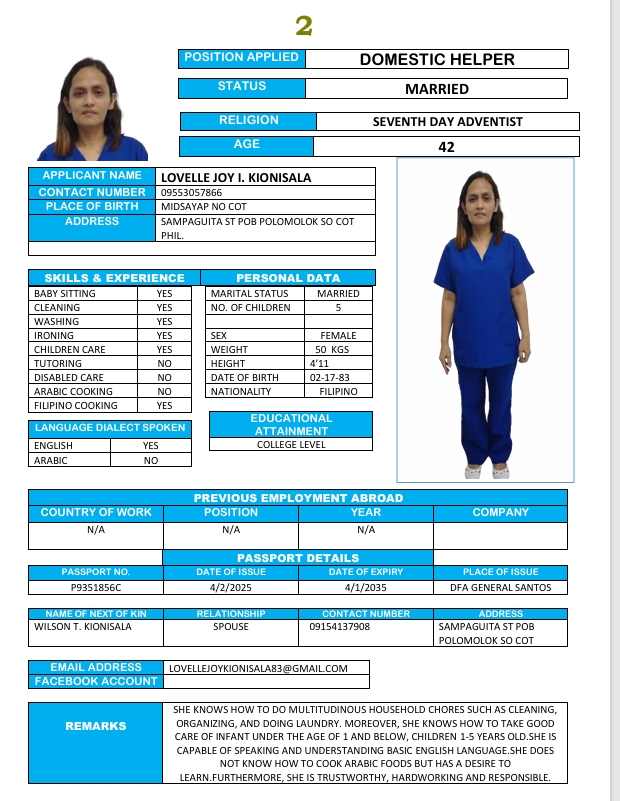 2
POSITION APPLIED DOMESTIC HELPER
STATUS MARRIED
RELIGION SEVENTH DAY ADVENTIST
AGE 42
APPLICANT NAME LOVELLE JOY I. KIONISALA
CONTACT NUMBER 09553057866
PLACE OF BIRTH MIDSAYAP NO COT
ADDRESS SAMPAGUITA ST POB POLOMOLOK SO COT
PHIL.
SKILLS & EXPERIENCE PERSONAL DATA
BABY SITTING YES MARITAL STATUS MARRIED
CLEANING YES NO. OF CHILDREN 5
WASHING YES
IRONING YES SEX FEMALE
CHILDREN CARE YES WEIGHT 50 KGS
TUTORING NO HEIGHT 4'11
DISABLED CARE NO DATE OF BIRTH 02-17-83
ARABIC COOKING NO NATIONALITY FILIPINO
FILIPINO COOKING YES
LANGUAGE DIALECT SPOKEN
ENGLISH YES
ARABIC NO
EDUCATIONAL
ATTAINMENT
COLLEGE LEVEL
PREVIOUS EMPLOYMENT ABROAD
COUNTRY OF WORK POSITION YEAR COMPANY
N/A N/A N/A
PASSPORT DETAILS
PASSPORT NO. DATE OF ISSUE DATE OF EXPIRY PLACE OF ISSUE
P9351856C 4/2/2025 4/1/2035 DFA GENERAL SANTOS
NAME OF NEXT OF KIN RELATIONSHIP CONTACT NUMBER ADDRESS
WILSON T. KIONISALA SPOUSE 09154137908 SAMPAGUITA ST POB
POLOMOLOK SO COT
EMAIL ADDRESS LOVELLEJOYKIONISALA83@GMAIL.COM
FACEBOOK ACCOUNT
REMARKS
SHE KNOWS HOW TO DO MULTITUDINOUS HOUSEHOLD CHORES SUCH AS CLEANING,
ORGANIZING, AND DOING LAUNDRY. MOREOVER, SHE KNOWS HOW TO TAKE GOOD
CARE OF INFANT UNDER THE AGE OF 1 AND BELOW, CHILDREN 1-5 YEARS OLD.SHE IS
CAPABLE OF SPEAKING AND UNDERSTANDING BASIC ENGLISH LANGUAGE.SHE DOES
NOT KNOW HOW TO COOK ARABIC FOODS BUT HAS A DESIRE TO
LEARN.FURTHERMORE, SHE IS TRUSTWORTHY, HARDWORKING AND RESPONSIBLE.